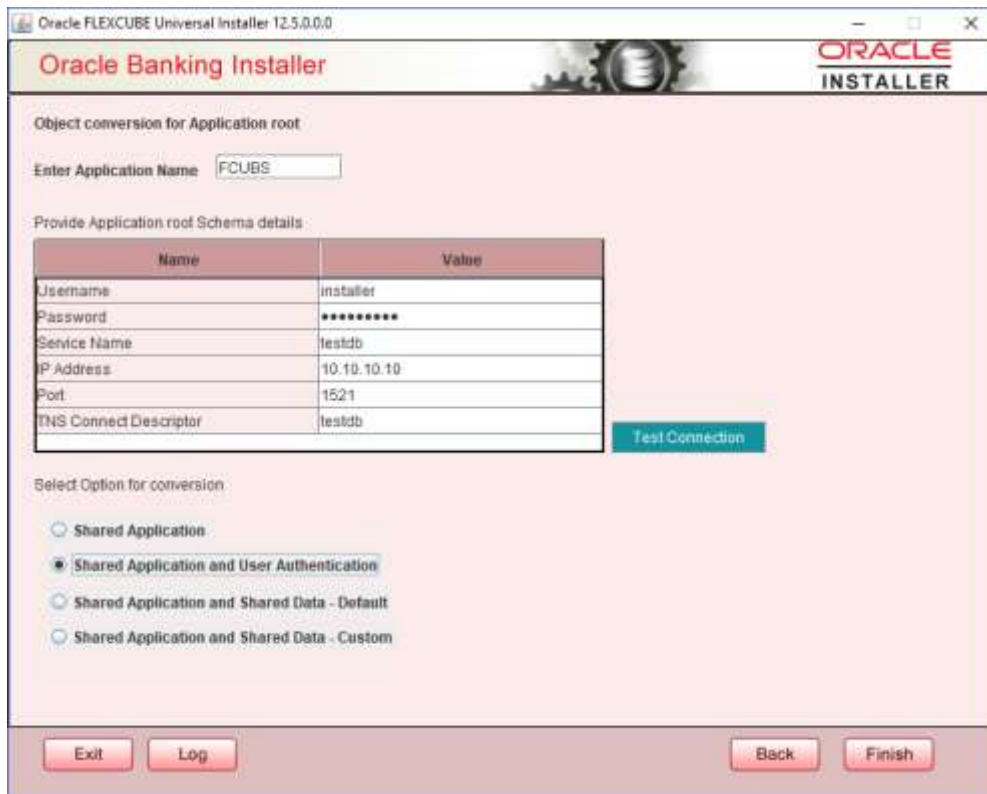 Oracle FLEXCUBE Universal Installer 12.5.0.0.0
Oracle Banking Installer
ORACLE
INSTALLER
Object conversion for Application root
Enter Application Name FCUBS
Provide Application root Schema details
Name Value
Username installer
Password •••••••••
Service Name testdb
IP Address 10.10.10.10
Port 1521
TNS Connect Descriptor testdb
Test Connection
Select Option for conversion
Shared Application
Shared Application and User Authentication
Shared Application and Shared Data - Default
Shared Application and Shared Data - Custom
Exit Log Back Finish